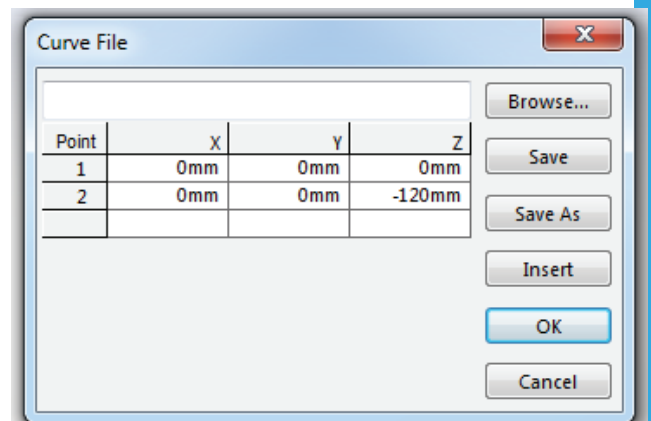 Curve File
Browse...
Point X Y Z
1 0mm 0mm 0mm
2 0mm 0mm -120mm
Save
Save As
Insert
OK
Cancel